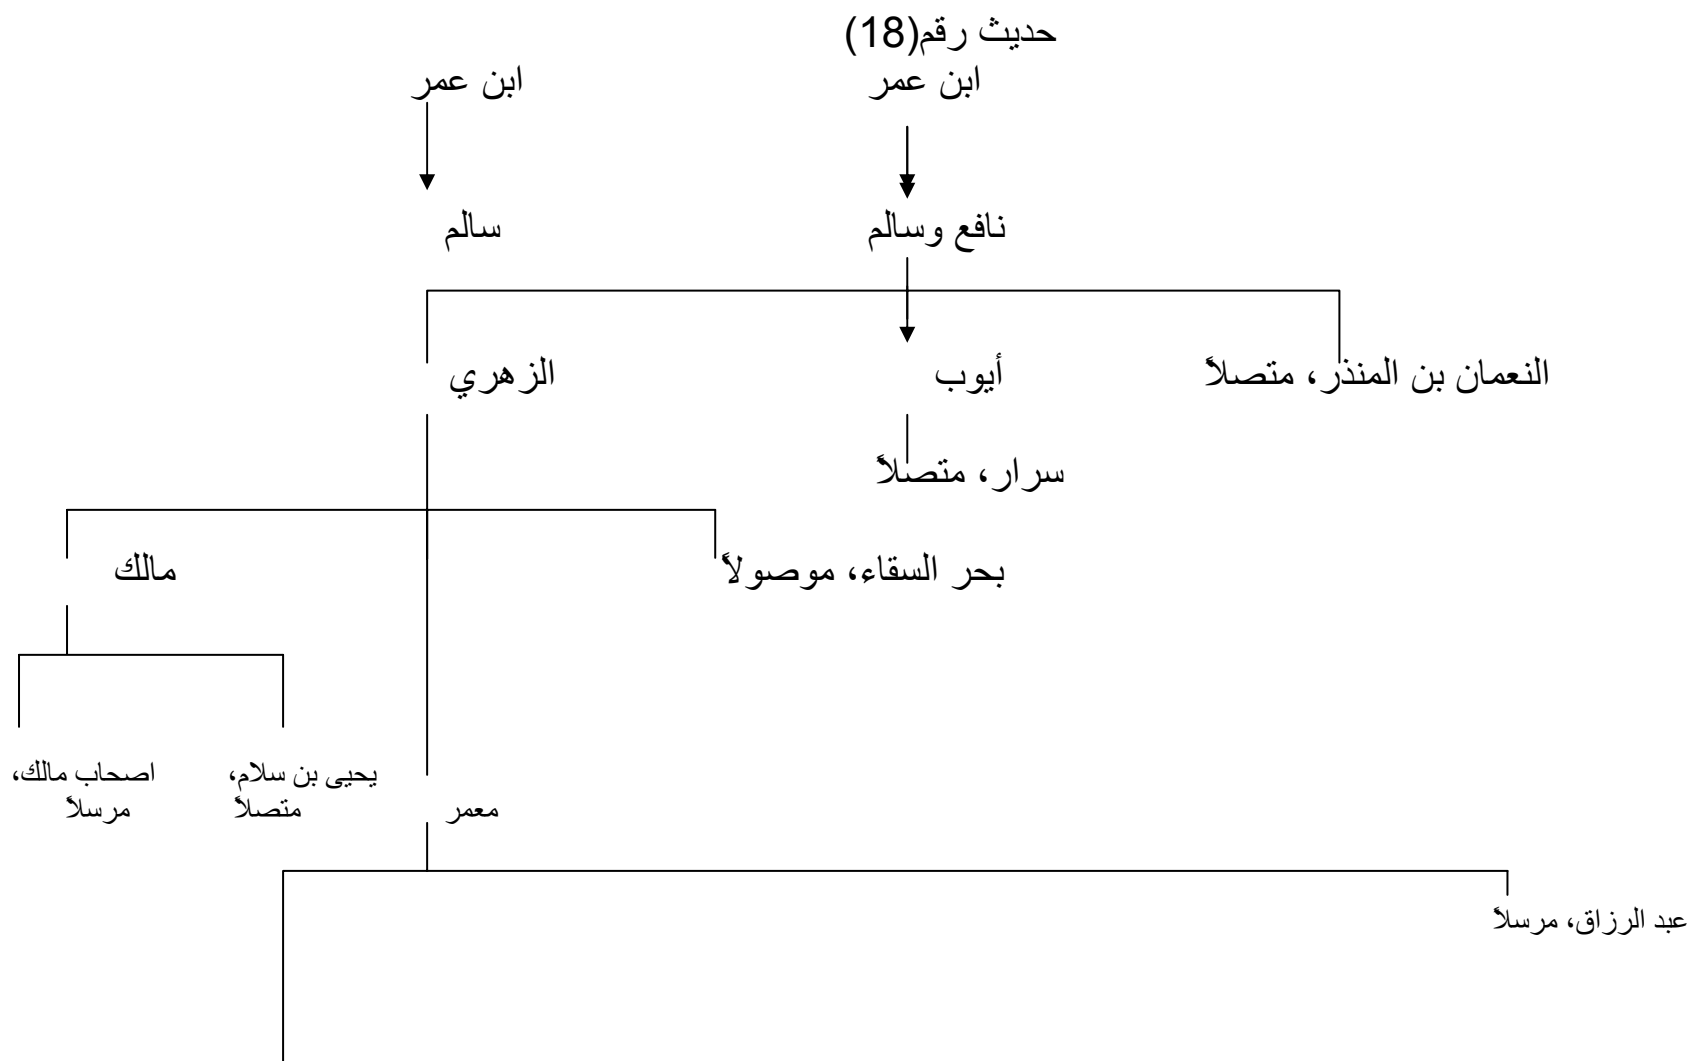 حديث رقم(18)
ابن عمر
ابن عمر
نافع وسالم
سالم
النعمان بن المنذر، متصلاً
أيوب
الزهري
سرار، متصلاً
بحر السقاء، موصولاً
مالك
معمر
يحيى بن سلام،
متصلاً
اصحاب مالك،
مرسلاً
عبد الرزاق، مرسلاً